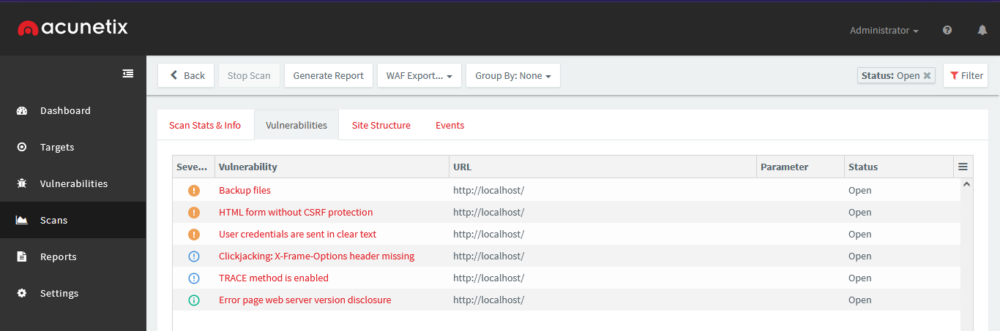 acunetix
Administrator
Back Stop Scan Generate Report WAF Export... Group By: None Status: Open Filter
Dashboard
Targets
Vulnerabilities
Scans
Reports
Settings
Scan Stats & Info Vulnerabilities Site Structure Events
Seve... Vulnerability URL Parameter Status
Backup files http://localhost/ Open
HTML form without CSRF protection http://localhost/ Open
User credentials are sent in clear text http://localhost/ Open
Clickjacking: X-Frame-Options header missing http://localhost/ Open
TRACE method is enabled http://localhost/ Open
Error page web server version disclosure http://localhost/ Open